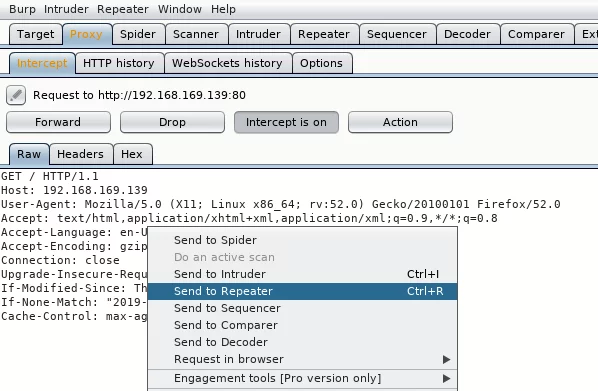 Burp Intruder Repeater Window Help
Target Proxy Spider Scanner Intruder Repeater Sequencer Decoder Comparer Ext
Intercept HTTP history WebSockets history Options
Request to http://192.168.169.139:80
Forward Drop Intercept is on Action
Raw Headers Hex
GET / HTTP/1.1
Host: 192.168.169.139
User-Agent: Mozilla/5.0 (X11; Linux x86_64; rv:52.0) Gecko/20100101 Firefox/52.0
Accept: text/html,application/xhtml+xml,application/xml;q=0.9,*/*;q=0.8
Accept-Language: en-U
Accept-Encoding: gzip
Connection: close
Upgrade-Insecure-Requ
If-Modified-Since: Th
If-None-Match: "2019-
Cache-Control: max-ag
Send to Spider
Do an active scan
Send to Intruder Ctrl+I
Send to Repeater Ctrl+R
Send to Sequencer
Send to Comparer
Send to Decoder
Request in browser
Engagement tools [Pro version only]